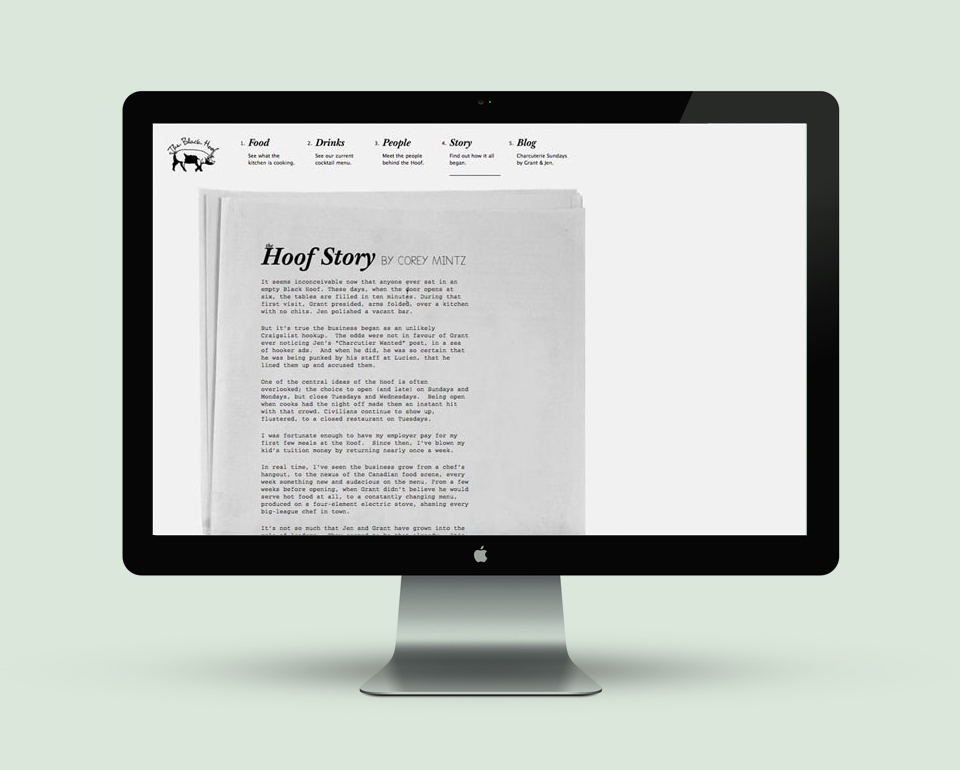 The Black Hoof
1. Food
See what the
kitchen is cooking.
2. Drinks
See our current
cocktail menu.
3. People
Meet the people
behind the Hoof.
4. Story
Find out how it all
began.
5. Blog
Charcuterie Sundays
by Grant & Jen.
the
Hoof Story BY COREY MINTZ
It seems inconceivable now that anyone ever sat in an
empty Black Hoof. These days, when the door opens at
six, the tables are filled in ten minutes. During that
first visit, Grant presided, arms folded, over a kitchen
with no chits. Jen polished a vacant bar.
But it's true the business began as an unlikely
Craigslist hookup. The odds were not in favour of Grant
ever noticing Jen's "Charcutier Wanted" post, in a sea
of hooker ads. And when he did, he was so certain that
he was being punked by his staff at Lucien, that he
lined them up and accused them.
One of the central ideas of the Hoof is often
overlooked; the choice to open (and late) on Sundays and
Mondays, but close Tuesdays and Wednesdays. Being open
when cooks had the night off made them an instant hit
with that crowd. Civilians continue to show up,
flustered, to a closed restaurant on Tuesdays.
I was fortunate enough to have my employer pay for my
first few meals at the Hoof. Since then, I've blown my
kid's tuition money by returning nearly once a week.
In real time, I've seen the business grow from a chef's
hangout, to the nexus of the Canadian food scene, every
week something new and audacious on the menu. From a few
weeks before opening, when Grant didn't believe he would
serve hot food at all, to a constantly changing menu,
produced on a four-element electric stove, shaming every
big-league chef in town.
It's not so much that Jen and Grant have grown into the